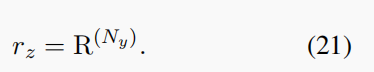 r_z = R^{(N_y)}. (21)